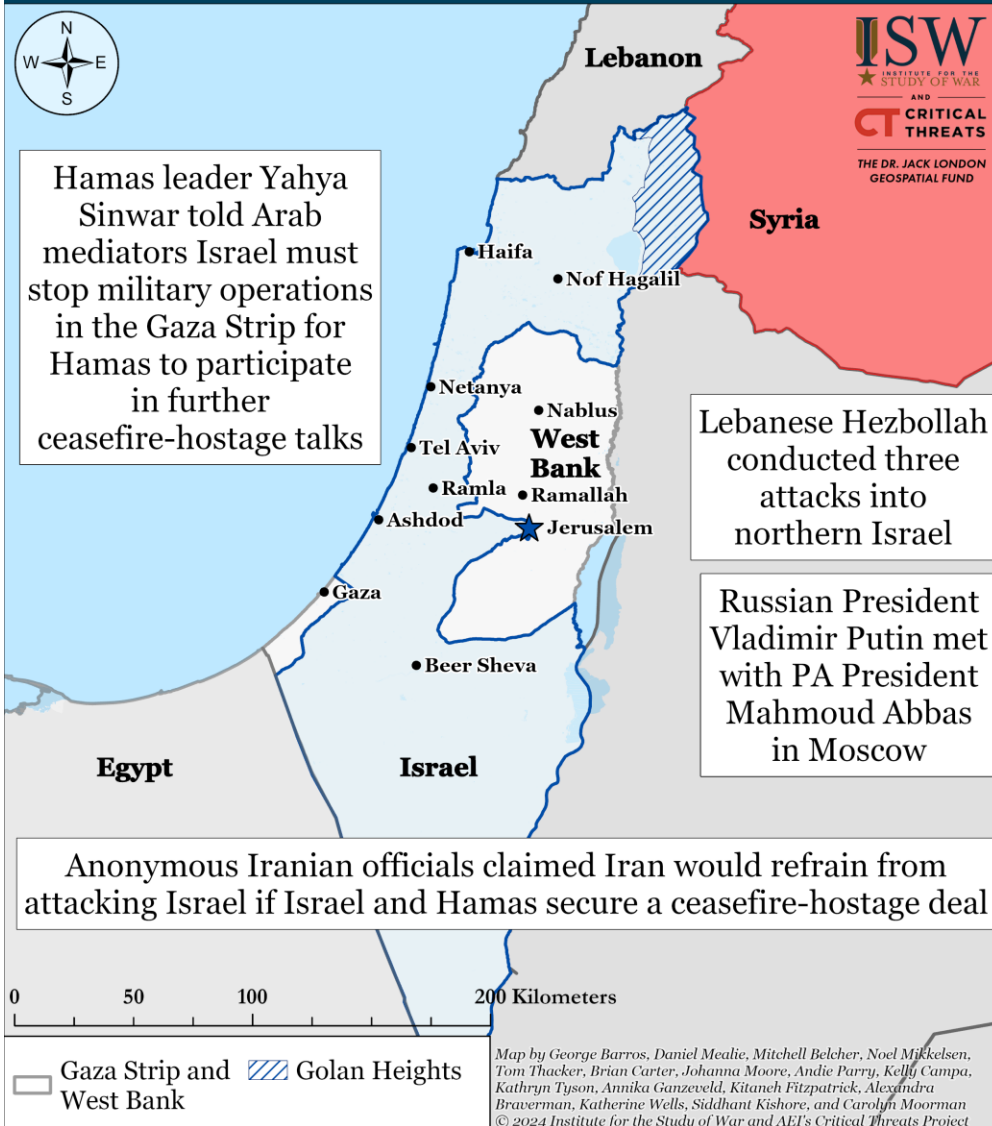 N
W
E
S
Lebanon
ISW
INSTITUTE FOR THE
STUDY OF WAR
AND
CT CRITICAL
THREATS
THE DR. JACK LONDON
GEOSPATIAL FUND
Hamas leader Yahya
Sinwar told Arab
mediators Israel must
stop military operations
in the Gaza Strip for
Hamas to participate
in further
ceasefire-hostage talks
Syria
Haifa
Nof Hagalil
Netanya
Nablus
West
Bank
Tel Aviv
Ramla
Ramallah
Ashdod
Jerusalem
Gaza
Beer Sheva
Lebanese Hezbollah
conducted three
attacks into
northern Israel
Russian President
Vladimir Putin met
with PA President
Mahmoud Abbas
in Moscow
Egypt
Israel
Anonymous Iranian officials claimed Iran would refrain from
attacking Israel if Israel and Hamas secure a ceasefire-hostage deal
0 50 100 200 Kilometers
Gaza Strip and
West Bank
Golan Heights
Map by George Barros, Daniel Mealie, Mitchell Belcher, Noel Mikkelsen,
Tom Thacker, Brian Carter, Johanna Moore, Andie Parry, Kelly Campa,
Kathryn Tyson, Annika Ganzeveld, Kitaneh Fitzpatrick, Alexandra
Braverman, Katherine Wells, Siddhant Kishore, and Carolyn Moorman
© 2024 Institute for the Study of War and AEI's Critical Threats Project